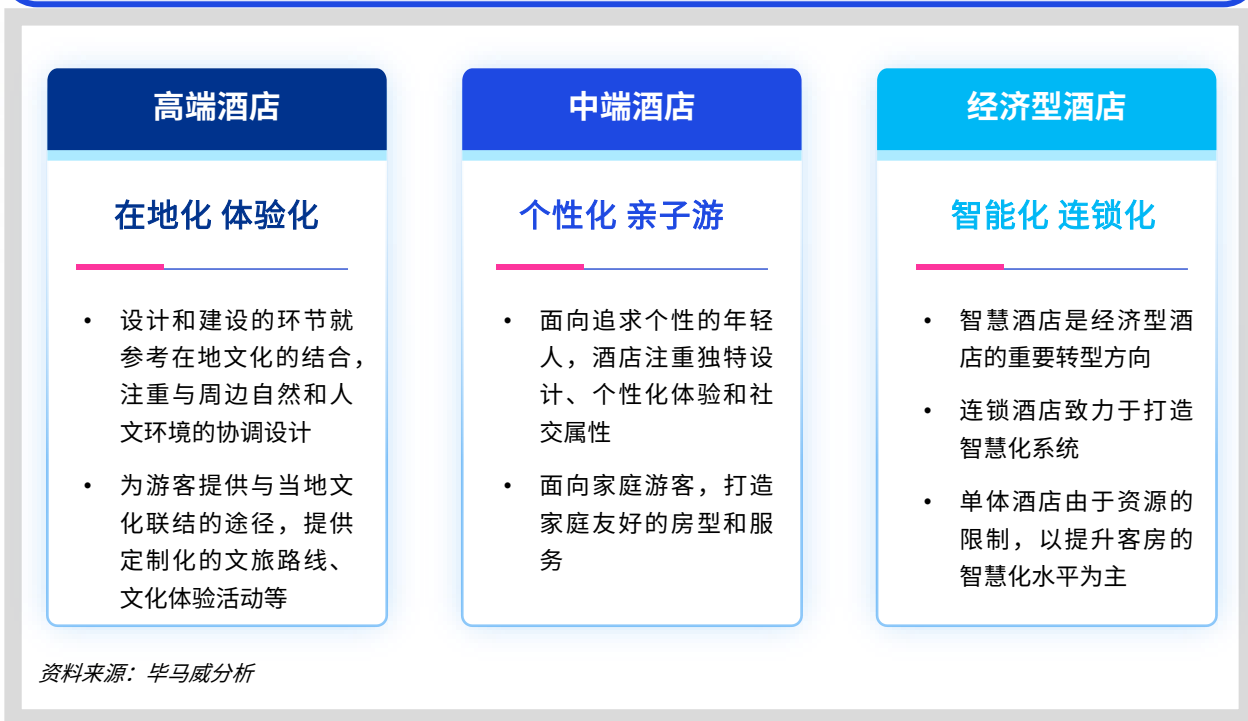 高端酒店
在地化 体验化
• 设计和建设的环节就
参考在地文化的结合，
注重与周边自然和人
文环境的协调设计
• 为游客提供与当地文
化联结的途径，提供
定制化的文旅路线、
文化体验活动等
中端酒店
个性化 亲子游
• 面向追求个性的年轻
人，酒店注重独特设
计、个性化体验和社
交属性
• 面向家庭游客，打造
家庭友好的房型和服
务
经济型酒店
智能化 连锁化
• 智慧酒店是经济型酒
店的重要转型方向
• 连锁酒店致力于打造
智慧化系统
• 单体酒店由于资源的
限制，以提升客房的
智慧化水平为主
资料来源：毕马威分析